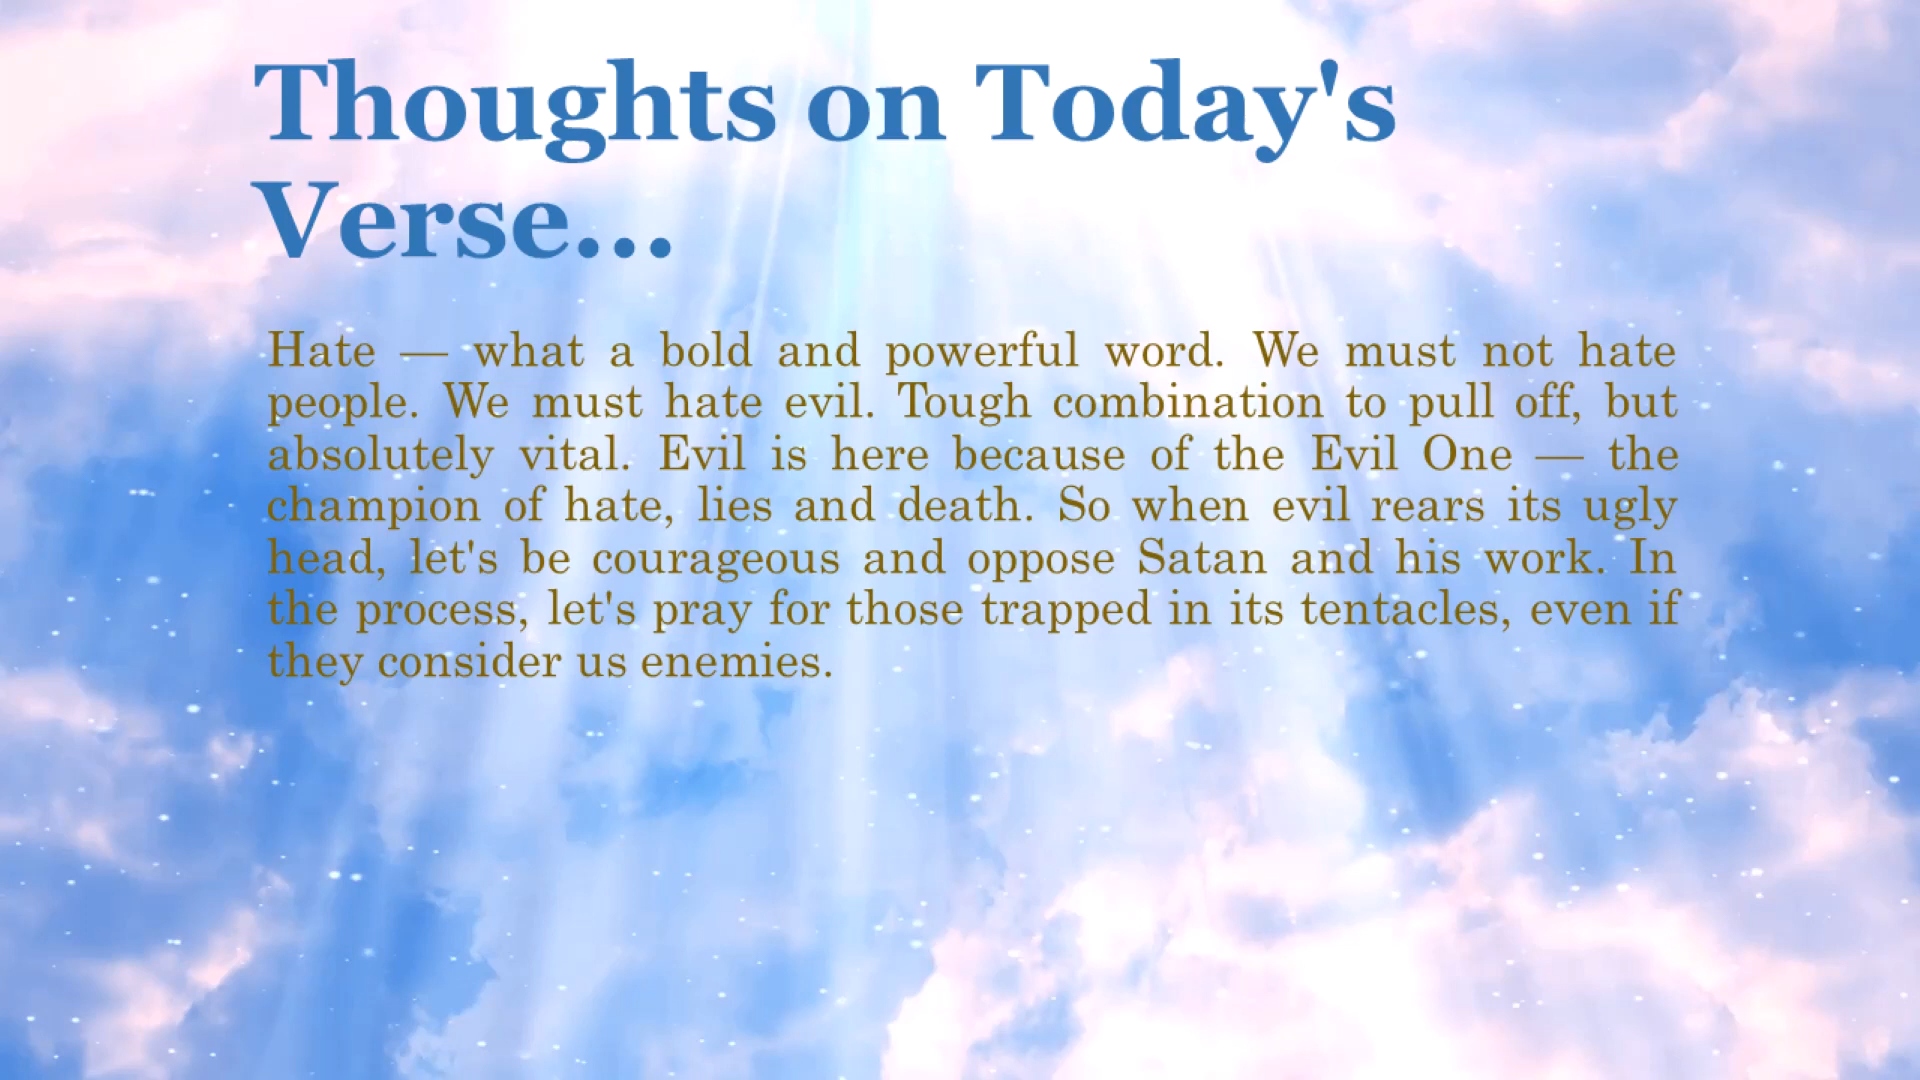 Thoughts on Today's
Verse...
Hate — what a bold and powerful word. We must not hate
people. We must hate evil. Tough combination to pull off, but
absolutely vital. Evil is here because of the Evil One — the
champion of hate, lies and death. So when evil rears its ugly
head, let's be courageous and oppose Satan and his work. In
the process, let's pray for those trapped in its tentacles, even if
they consider us enemies.